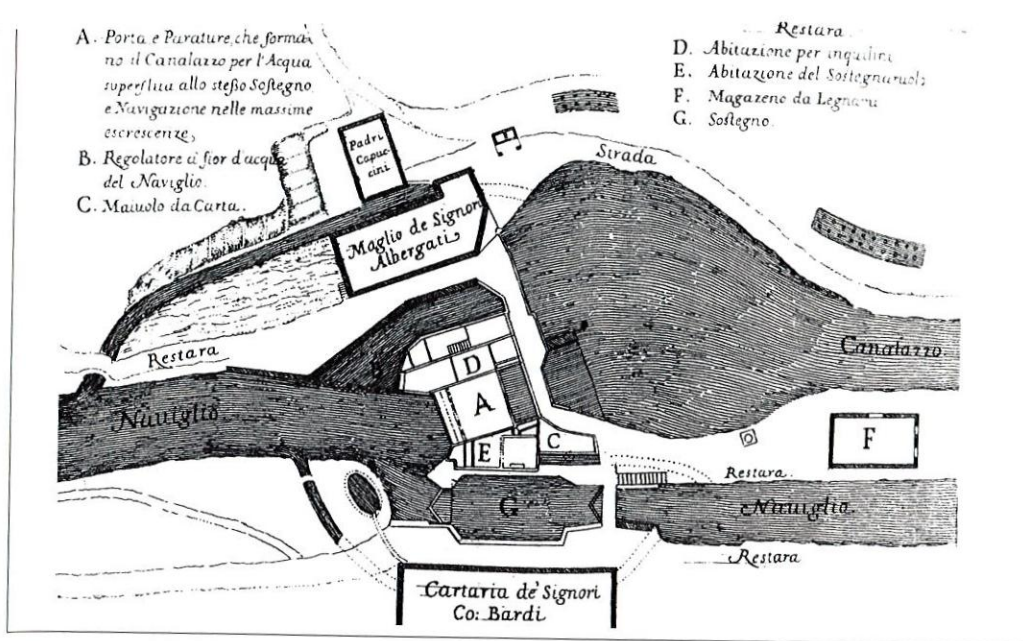 A. Porta e Parature, che forma-
no il Canalazzo per l'Acqua
superflua allo steßo Sostegno
e Navigazione nelle massime
escrescenze,
B. Regolatore a fior d'acqua
del Naviglio.
C. Maiuolo da Carta.
Restara
D. Abitazione per inquilini
E. Abitazione del Sostegnaruolo
F. Magazeno da
G. Sostegno.
Padri
Capuc-
cini
Strada
Maglio de Signori
Albergati
Restara
Canalazzo
B
D
Naviglio
A
F
E
C
Restara
G
Naviglio.
Restara
Cartaria de' Signori
Co: Bardi